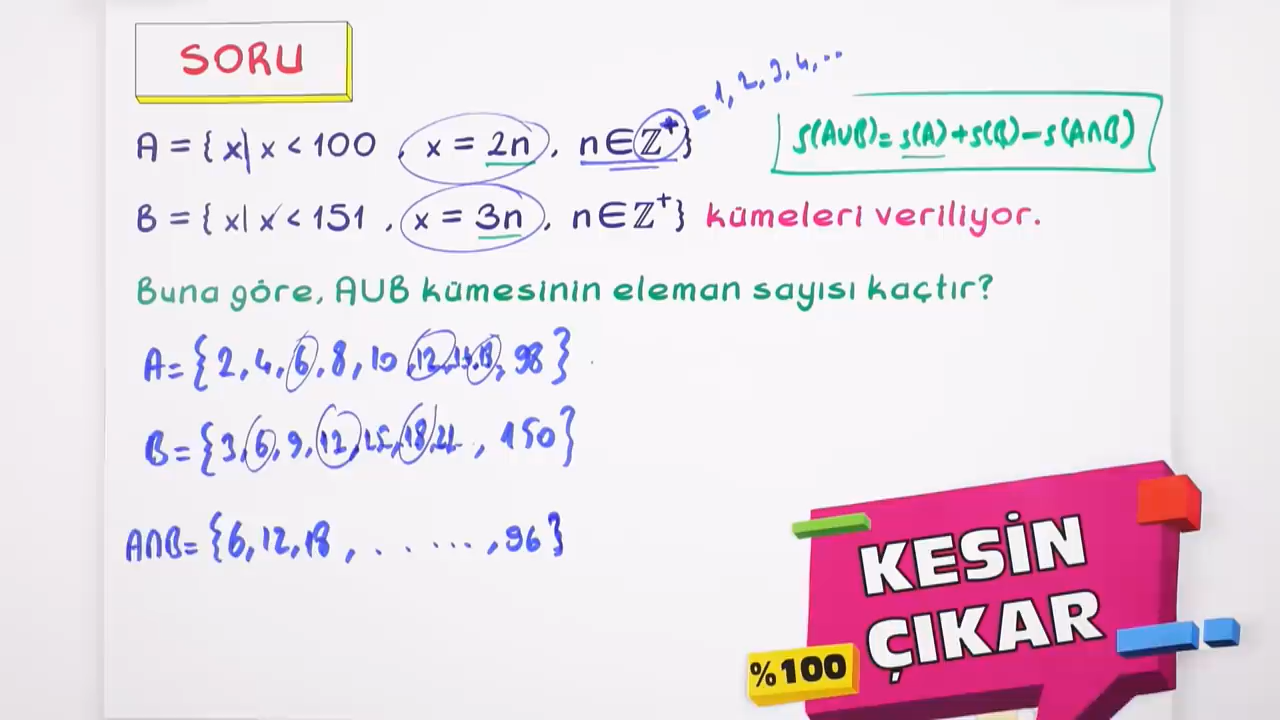 SORU
= 1, 2, 3, 4, ..
A = { x| x < 100 , x = 2n , n∈ℤ⁺}
s(A∪B) = s(A) + s(B) - s(A∩B)
B = { x| x < 151 , x = 3n , n∈ℤ⁺} kümeleri veriliyor.
Buna göre, A∪B kümesinin eleman sayısı kaçtır?
A = {2, 4, 6, 8, 10, 12, 14, 18, 98}
B = {3, 6, 9, 12, 15, 18, 21, 150}
A∩B = {6, 12, 18, . . . . . . , 96}
KESİN
ÇIKAR
%100